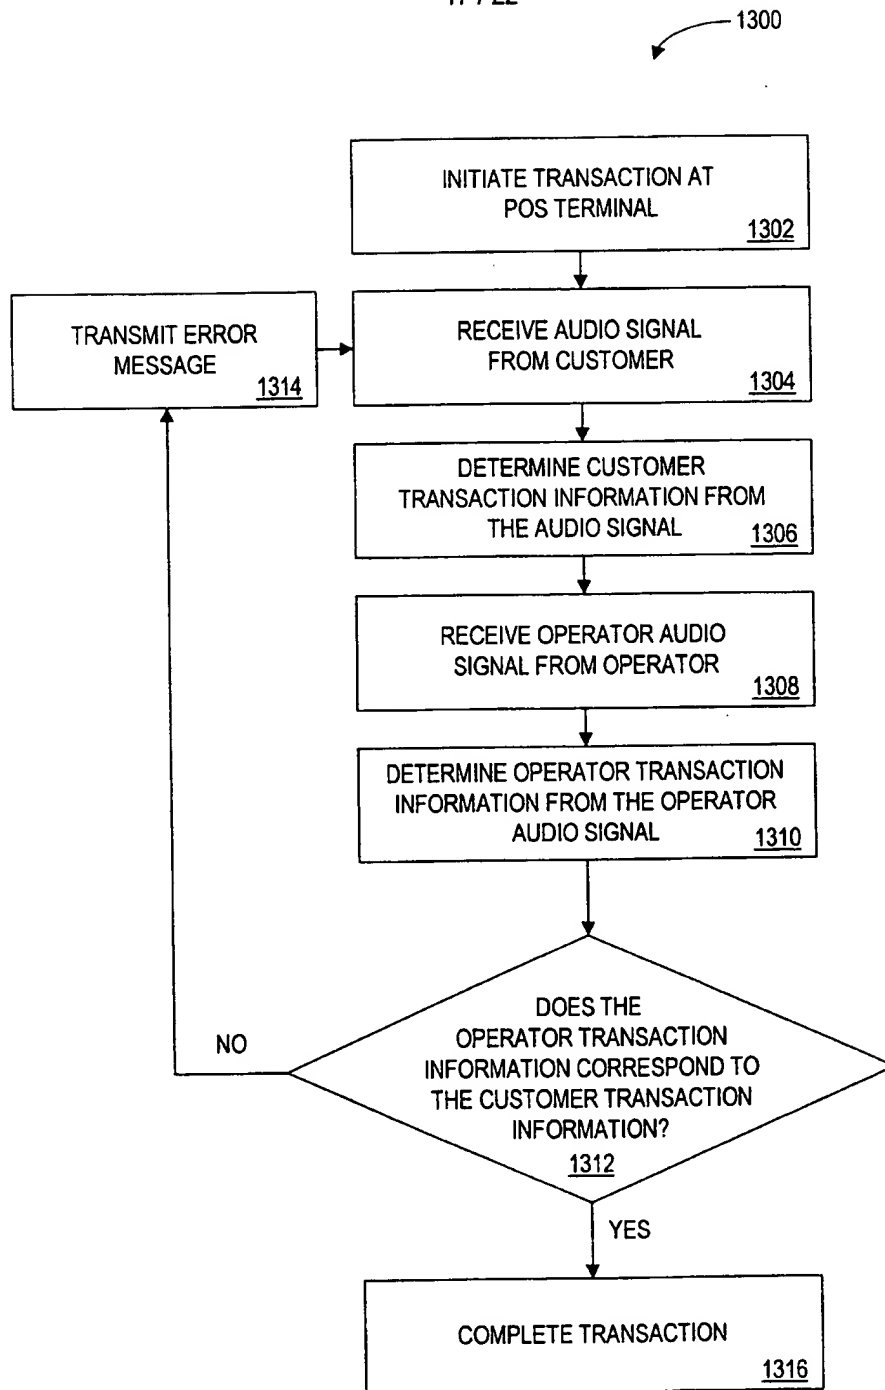 1300
INITIATE TRANSACTION AT
POS TERMINAL
1302
TRANSMIT ERROR
MESSAGE
1314
RECEIVE AUDIO SIGNAL
FROM CUSTOMER
1304
DETERMINE CUSTOMER
TRANSACTION INFORMATION FROM
THE AUDIO SIGNAL
1306
RECEIVE OPERATOR AUDIO
SIGNAL FROM OPERATOR
1308
DETERMINE OPERATOR TRANSACTION
INFORMATION FROM THE OPERATOR
AUDIO SIGNAL
1310
NO
DOES THE
OPERATOR TRANSACTION
INFORMATION CORRESPOND TO
THE CUSTOMER TRANSACTION
INFORMATION?
1312
YES
COMPLETE TRANSACTION
1316